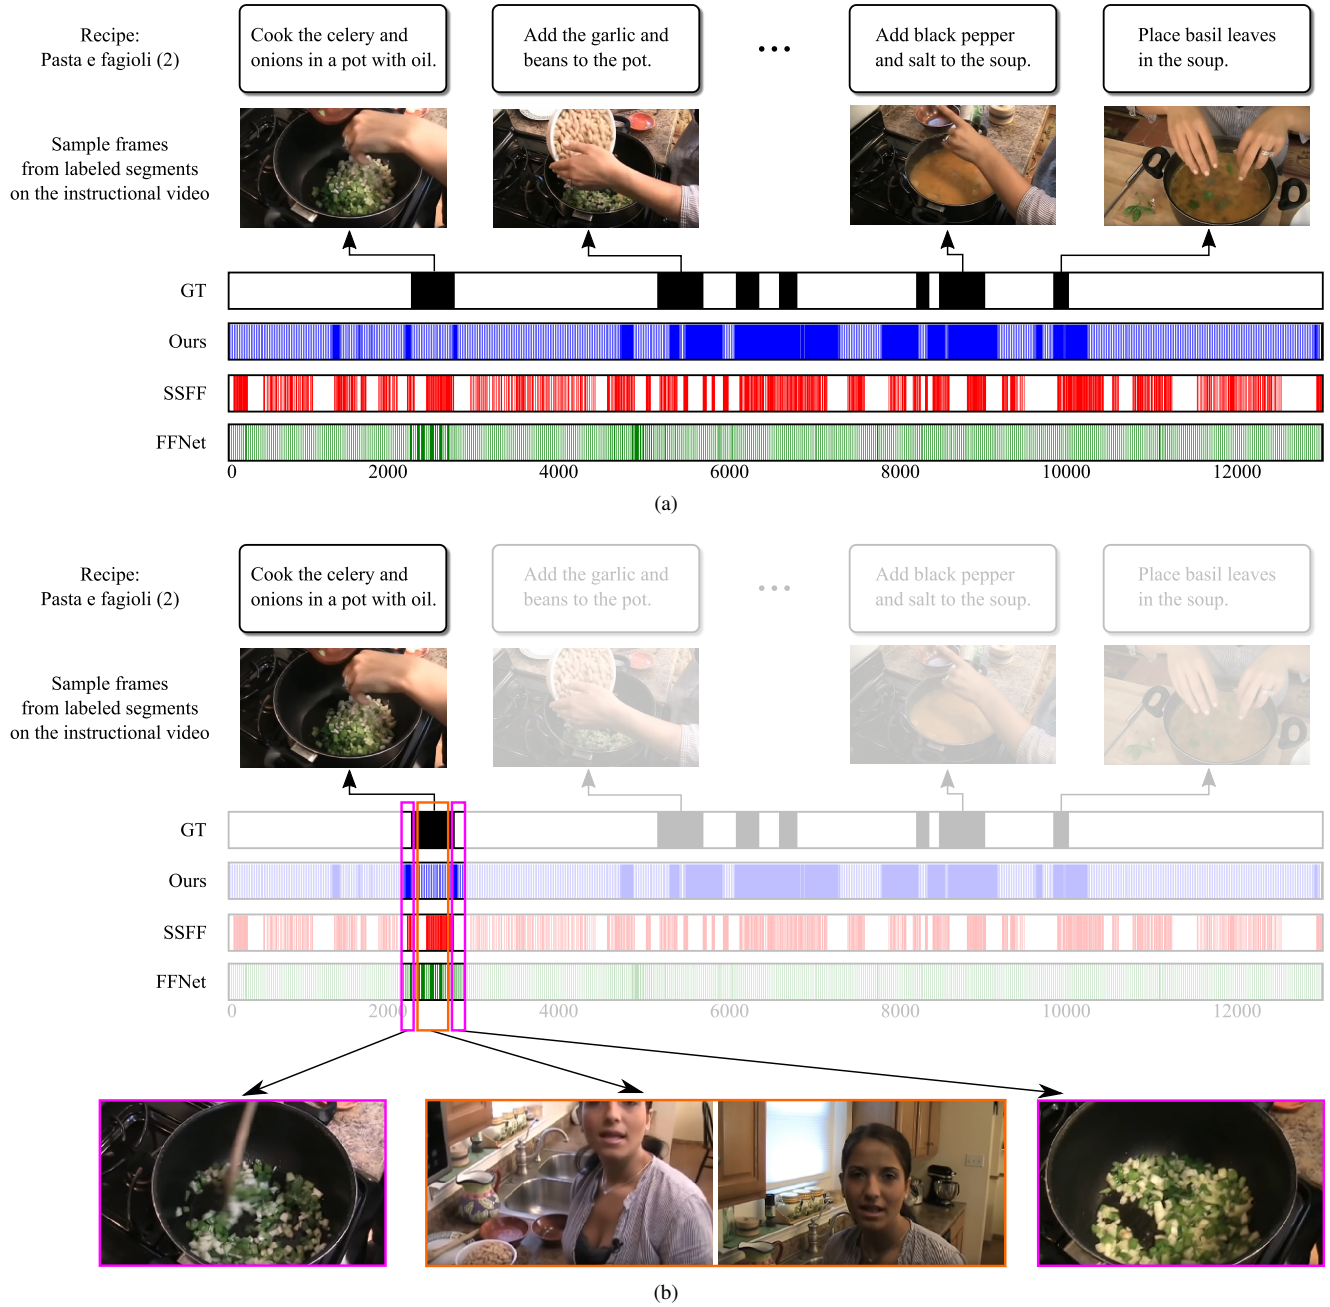 Recipe:
Pasta e fagioli (2)
Cook the celery and
onions in a pot with oil.
Add the garlic and
beans to the pot.
...
Add black pepper
and salt to the soup.
Place basil leaves
in the soup.
Sample frames
from labeled segments
on the instructional video
GT
Ours
SSFF
FFNet
0 2000 4000 6000 8000 10000 12000
(a)
Recipe:
Pasta e fagioli (2)
Cook the celery and
onions in a pot with oil.
Add the garlic and
beans to the pot.
...
Add black pepper
and salt to the soup.
Place basil leaves
in the soup.
Sample frames
from labeled segments
on the instructional video
GT
Ours
SSFF
FFNet
0 2000 4000 6000 8000 10000 12000
(b)